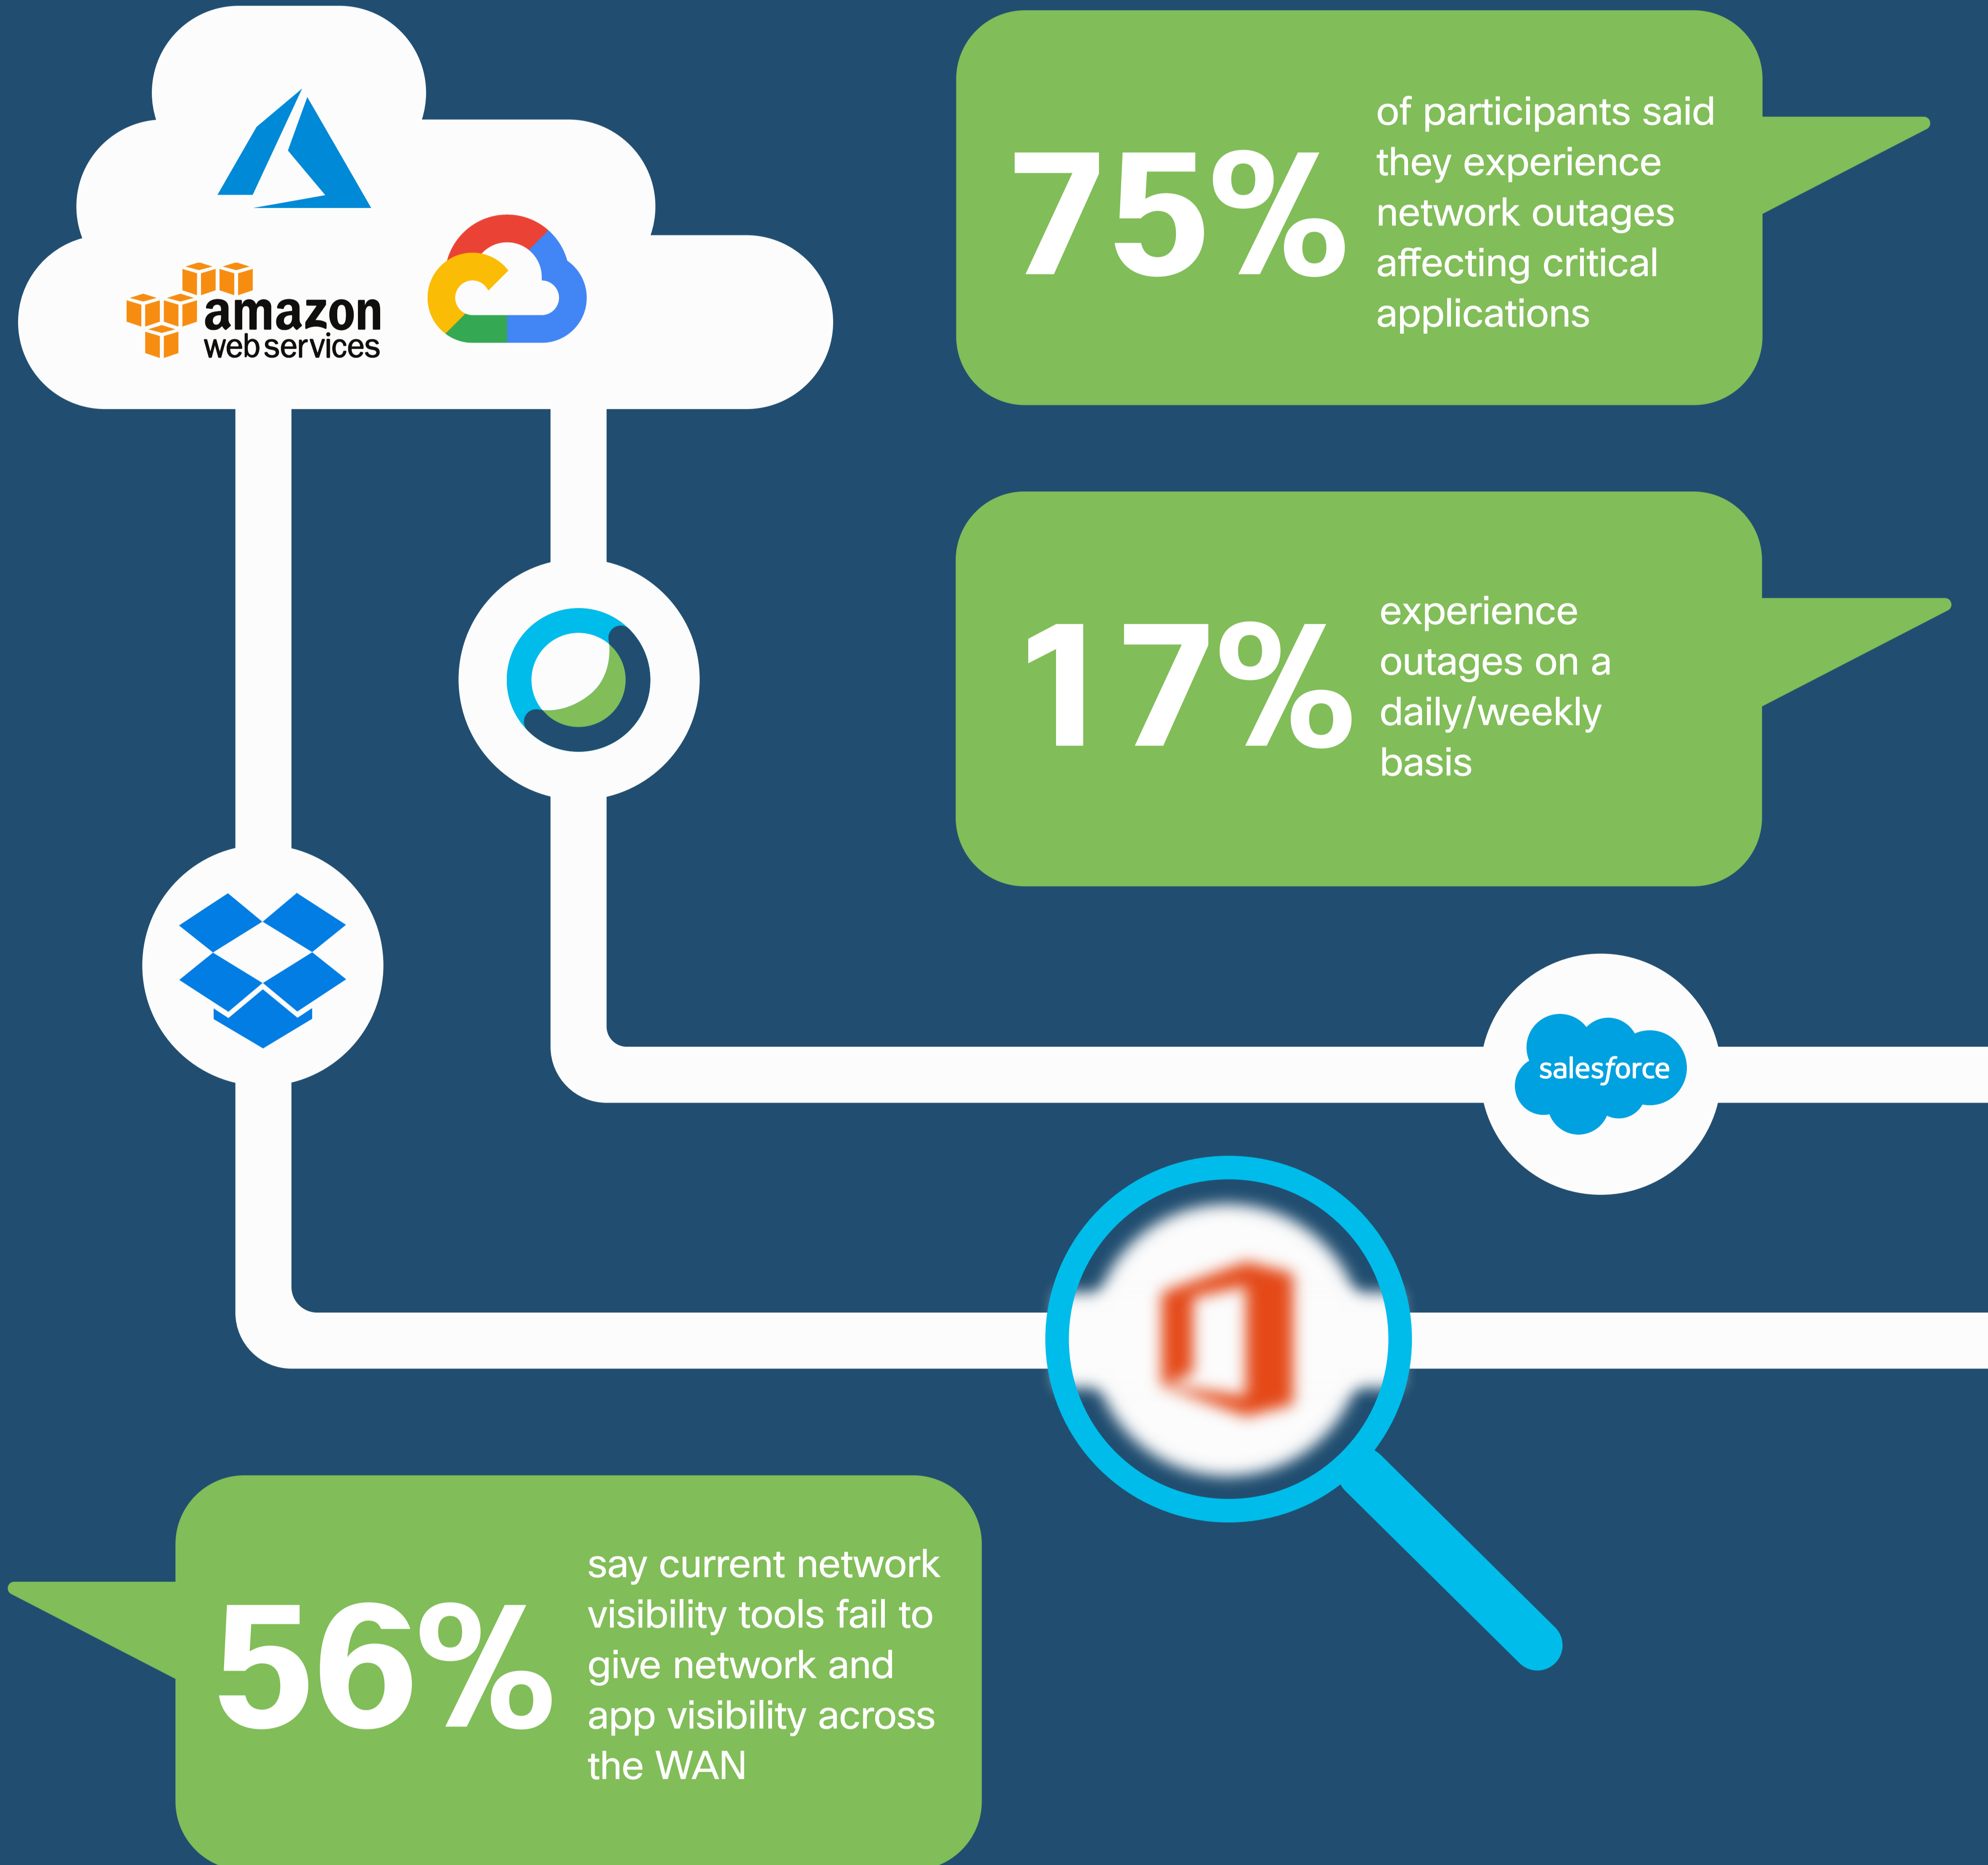 amazon
web services
75%
of participants said
they experience
network outages
affecting critical
applications
17%
experience
outages on a
daily/weekly
basis
salesforce
56%
say current network
visibility tools fail to
give network and
app visibility across
the WAN